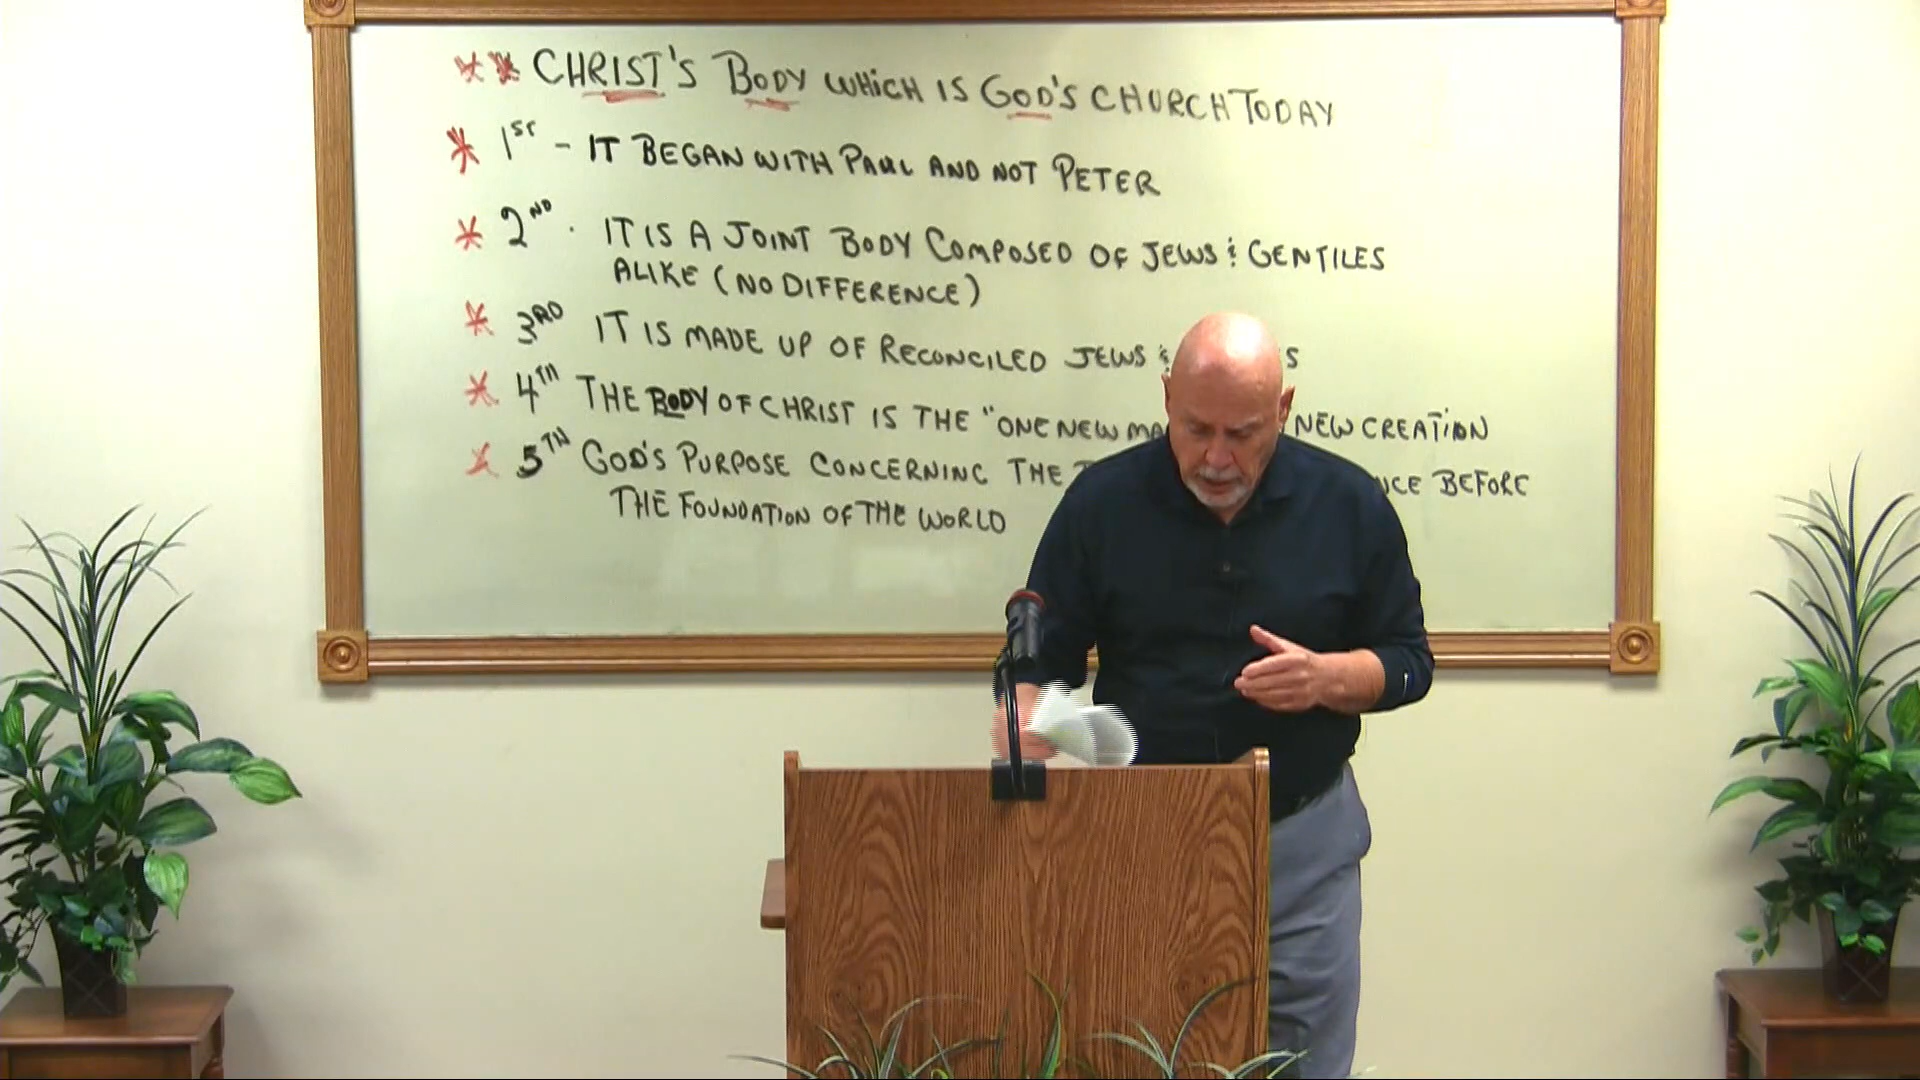 ** CHRIST'S BODY WHICH IS GOD'S CHURCH TODAY
* 1ST - IT BEGAN WITH PAUL AND NOT PETER
* 2ND . IT IS A JOINT BODY COMPOSED OF JEWS & GENTILES
ALIKE (NO DIFFERENCE)
* 3RD IT IS MADE UP OF RECONCILED JEWS &
* 4TH THE BODY OF CHRIST IS THE "ONE NEW NEW CREATION
* 5TH GOD'S PURPOSE CONCERNING THE BEFORE
THE FOUNDATION OF THE WORLD